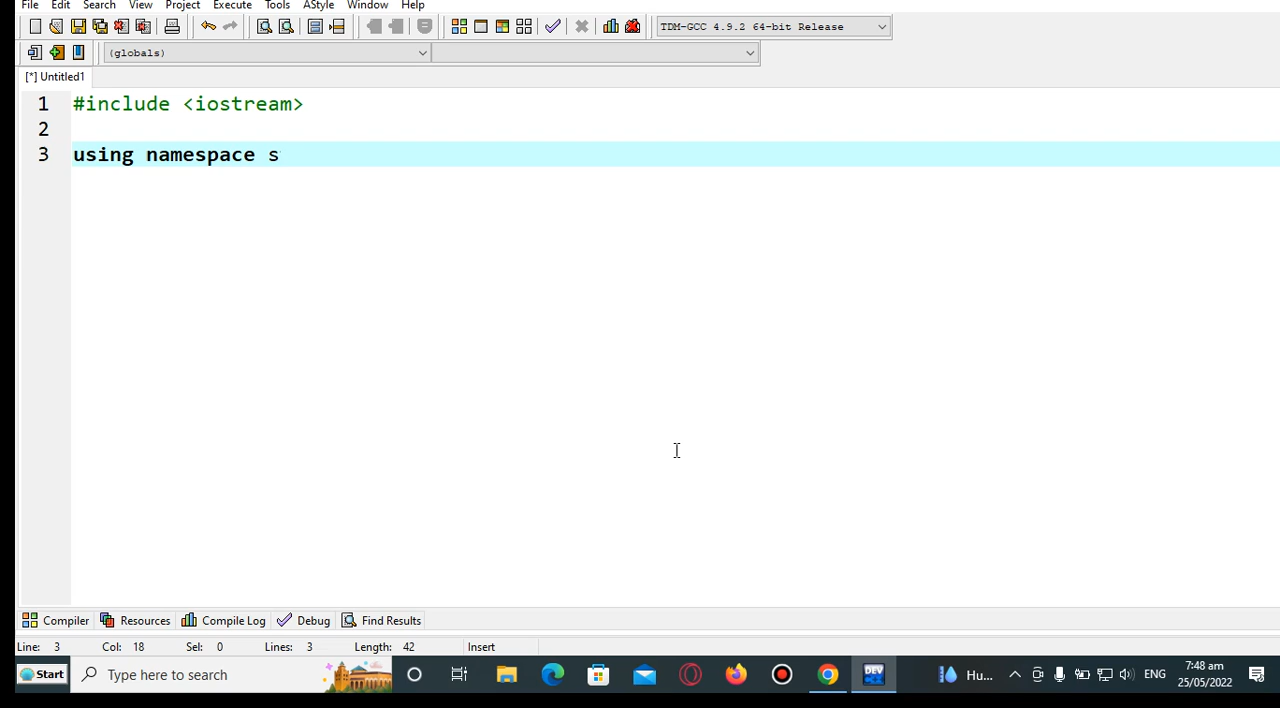 File Edit Search View Project Execute Tools AStyle Window Help
TDM-GCC 4.9.2 64-bit Release
(globals)
[*] Untitled1
1 #include <iostream>
2
3 using namespace s
Compiler Resources Compile Log Debug Find Results
Line: 3 Col: 18 Sel: 0 Lines: 3 Length: 42 Insert
Start Type here to search DEV Hu... ENG 7:48 am
25/05/2022